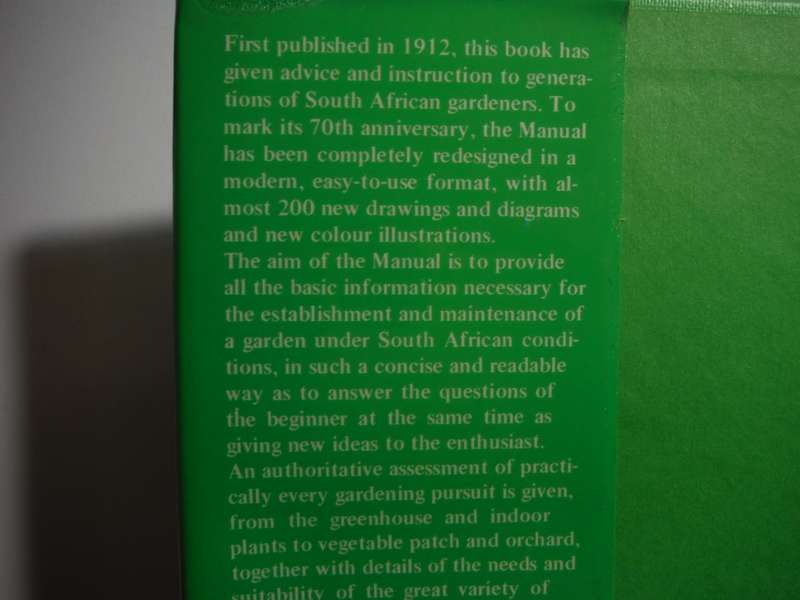 First published in 1912, this book has
given advice and instruction to genera-
tions of South African gardeners. To
mark its 70th anniversary, the Manual
has been completely redesigned in a
modern, easy-to-use format, with al-
most 200 new drawings and diagrams
and new colour illustrations.
The aim of the Manual is to provide
all the basic information necessary for
the establishment and maintenance of
a garden under South African condi-
tions, in such a concise and readable
way as to answer the questions of
the beginner at the same time as
giving new ideas to the enthusiast.
An authoritative assessment of practi-
cally every gardening pursuit is given,
from the greenhouse and indoor
plants to vegetable patch and orchard,
together with details of the needs and
suitability of the great variety of